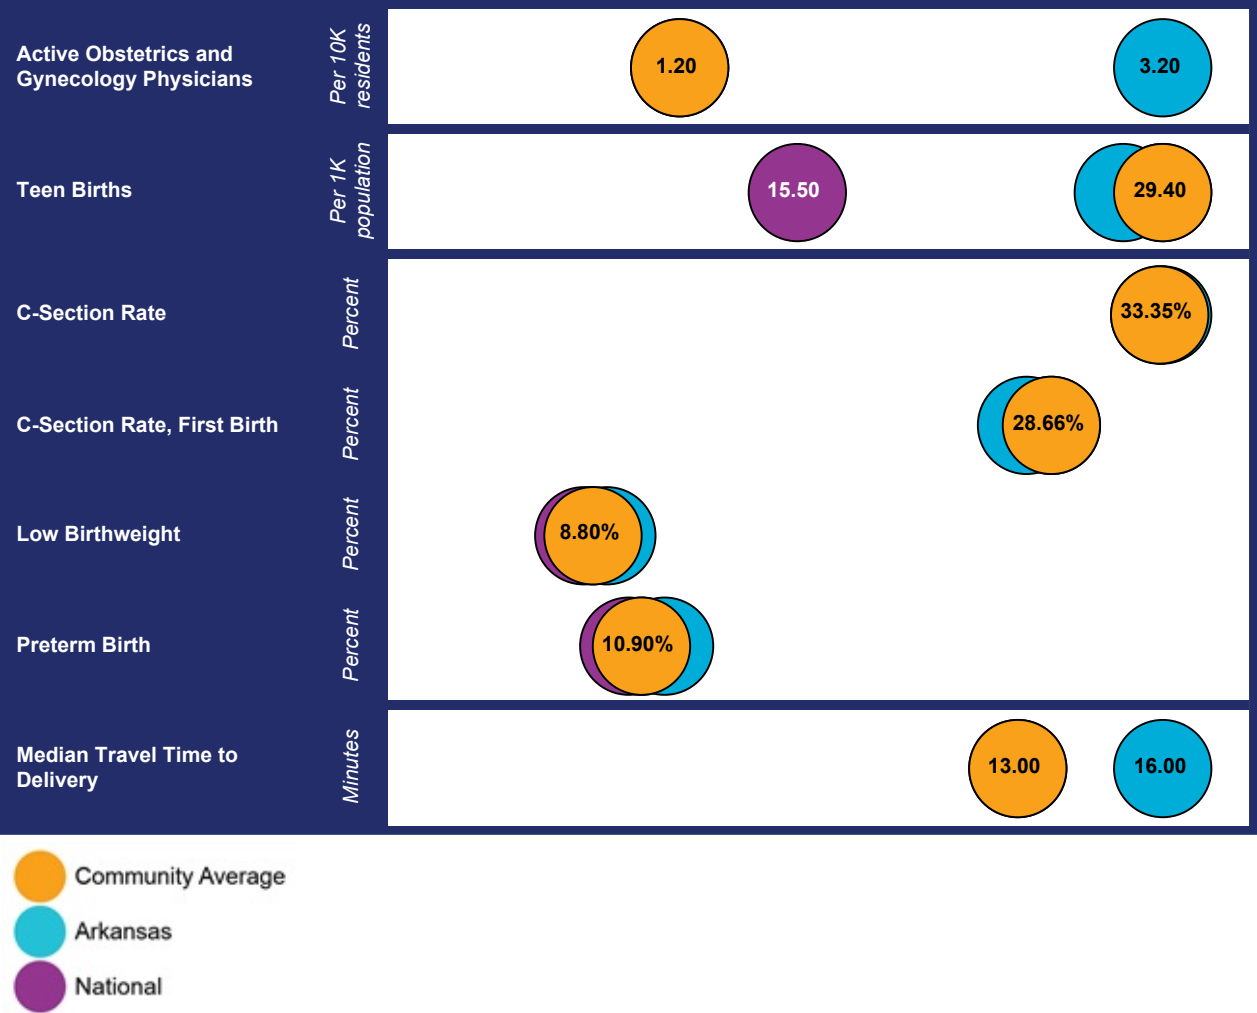 Active Obstetrics and
Gynecology Physicians
Per 10K
residents
1.20
3.20
Teen Births
Per 1K
population
15.50
29.40
C-Section Rate
Percent
33.35%
C-Section Rate, First Birth
Percent
28.66%
Low Birthweight
Percent
8.80%
Preterm Birth
Percent
10.90%
Median Travel Time to
Delivery
Minutes
13.00
16.00
Community Average
Arkansas
National